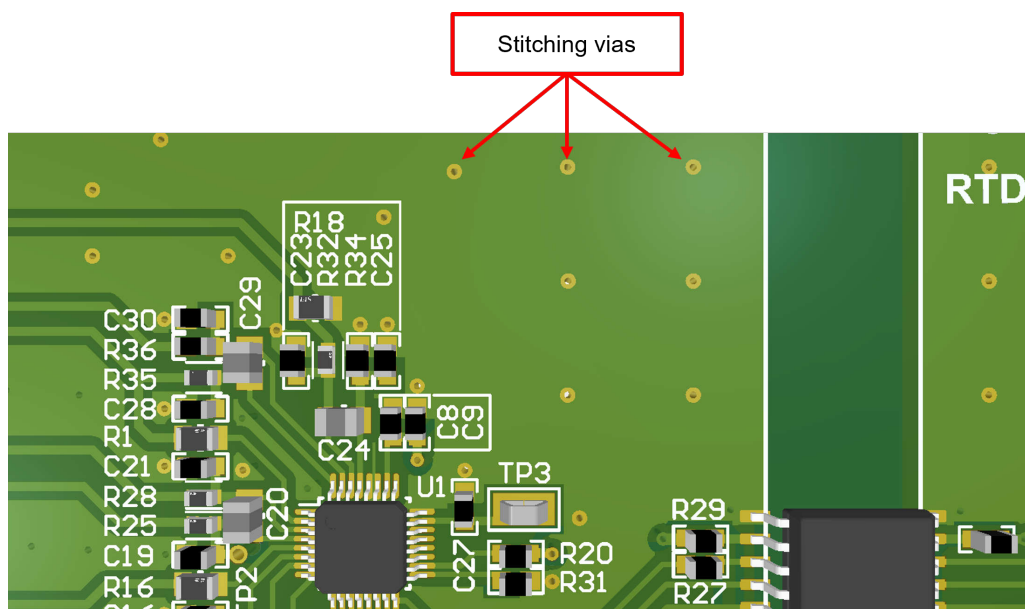 Stitching vias
RTD
R18
C23
R32
R34
C25
C29
C30
R36
R35
C28
R1
C21
R28
R25
C19
R16
C20
TP2
C24
C8
C9
U1
TP3
C27
R20
R31
R29
R27